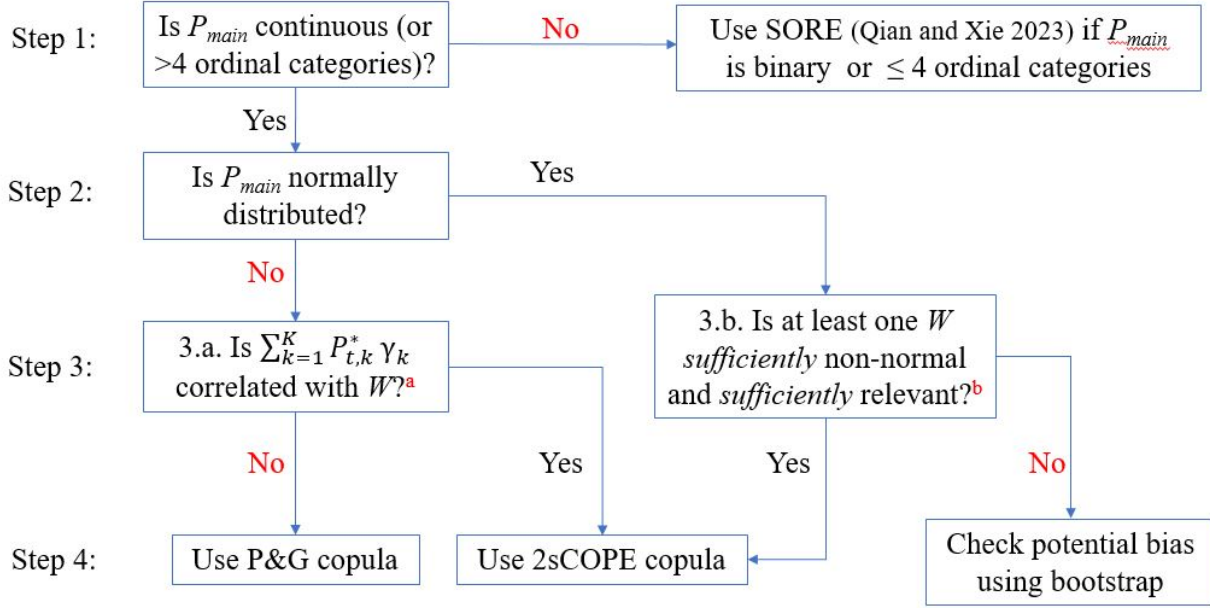 Step 1:
Is P_main continuous (or
>4 ordinal categories)?
No
Use SORE (Qian and Xie 2023) if P_main
is binary or ≤ 4 ordinal categories
Yes
Step 2:
Is P_main normally
distributed?
Yes
No
Step 3:
3.a. Is ∑_{k=1}^{K} P*_{t,k} γ_k
correlated with W?^a
3.b. Is at least one W
sufficiently non-normal
and sufficiently relevant?^b
No
Yes
Yes
No
Step 4:
Use P&G copula
Use 2sCOPE copula
Check potential bias
using bootstrap